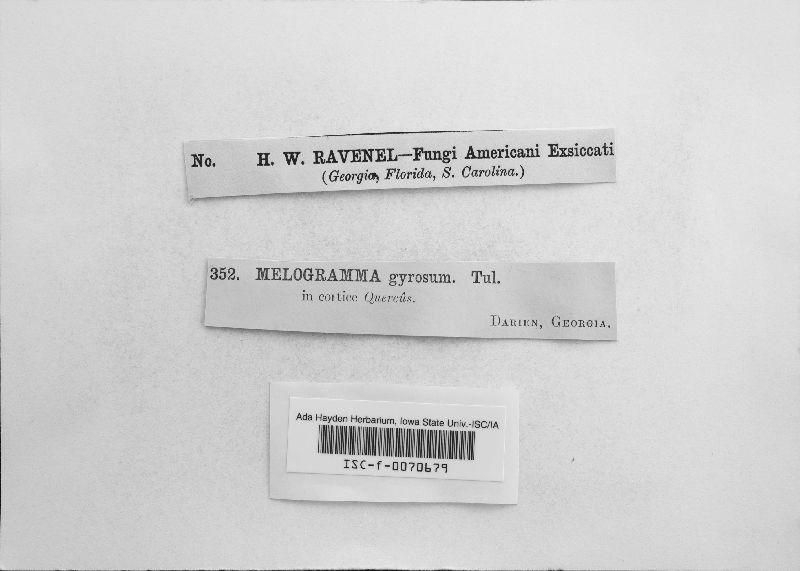 No. H. W. RAVENEL—Fungi Americani Exsiccati
(Georgia, Florida, S. Carolina.)
352. MELOGRAMMA gyrosum. Tul.
in cortice Quercûs.
DARIEN, GEORGIA.
Ada Hayden Herbarium, Iowa State Univ.-ISC/IA
ISC-f-0070679